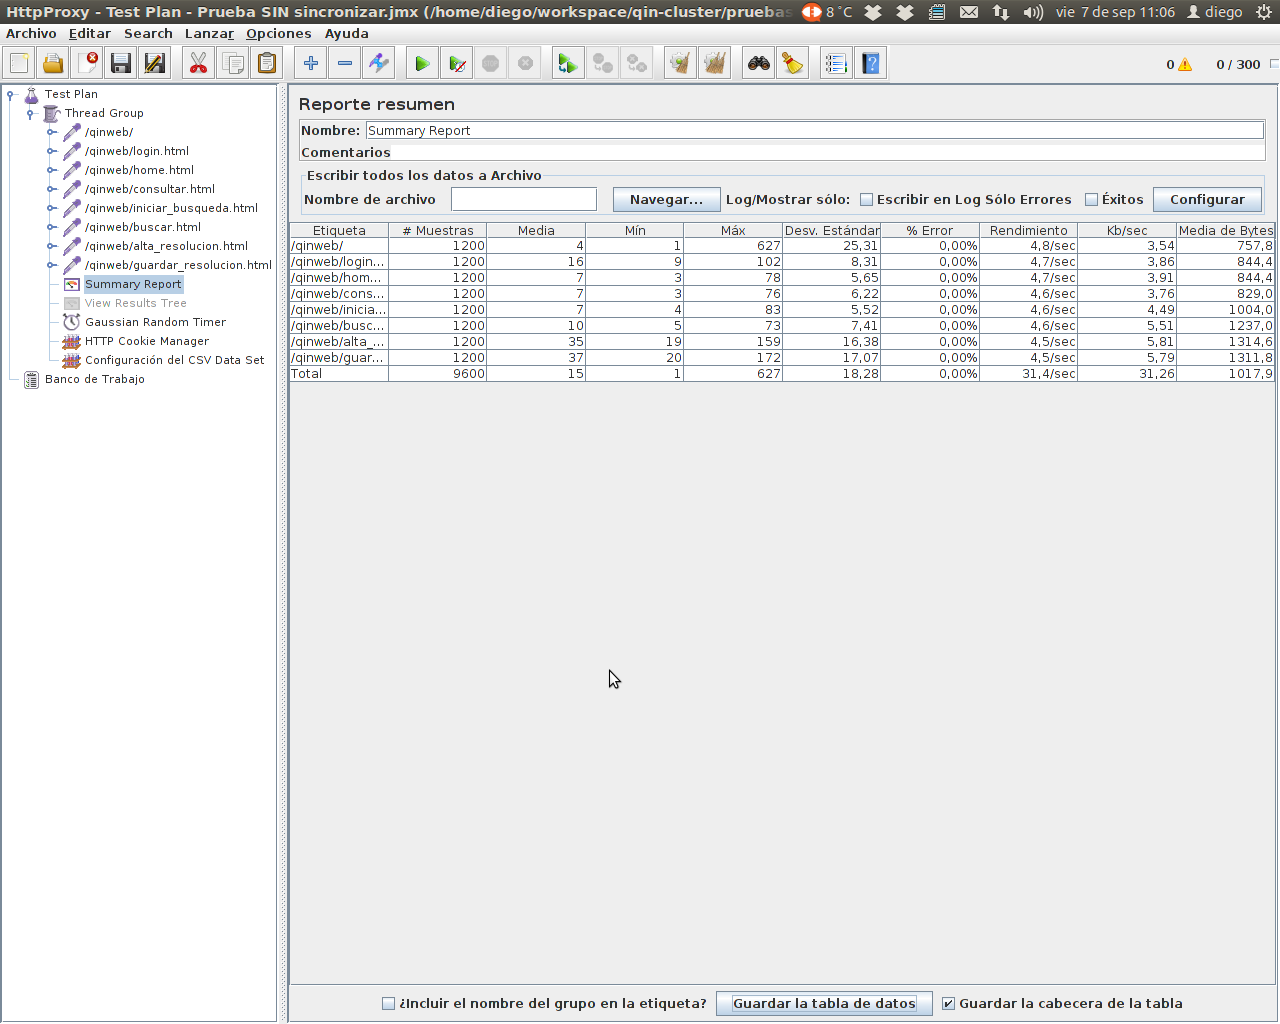 HttpProxy - Test Plan - Prueba SIN sincronizar.jmx (/home/diego/workspace/qin-cluster/pruebas 8°C vie 7 de sep 11:06 diego
Archivo Editar Search Lanzar Opciones Ayuda
0 0 / 300
Test Plan
Thread Group
/qinweb/
/qinweb/login.html
/qinweb/home.html
/qinweb/consultar.html
/qinweb/iniciar_busqueda.html
/qinweb/buscar.html
/qinweb/alta_resolucion.html
/qinweb/guardar_resolucion.html
Summary Report
View Results Tree
Gaussian Random Timer
HTTP Cookie Manager
Configuración del CSV Data Set
Banco de Trabajo
Reporte resumen
Nombre: Summary Report
Comentarios
Escribir todos los datos a Archivo
Nombre de archivo Navegar... Log/Mostrar sólo: Escribir en Log Sólo Errores Éxitos Configurar
Etiqueta # Muestras Media Mín Máx Desv. Estándar % Error Rendimiento Kb/sec Media de Bytes
/qinweb/ 1200 4 1 627 25,31 0,00% 4,8/sec 3,54 757,8
/qinweb/login... 1200 16 9 102 8,31 0,00% 4,7/sec 3,86 844,4
/qinweb/hom... 1200 7 3 78 5,65 0,00% 4,7/sec 3,91 844,4
/qinweb/cons... 1200 7 3 76 6,22 0,00% 4,6/sec 3,76 829,0
/qinweb/inicia... 1200 7 4 83 5,52 0,00% 4,6/sec 4,49 1004,0
/qinweb/busc... 1200 10 5 73 7,41 0,00% 4,6/sec 5,51 1237,0
/qinweb/alta_... 1200 35 19 159 16,38 0,00% 4,5/sec 5,81 1314,6
/qinweb/guar... 1200 37 20 172 17,07 0,00% 4,5/sec 5,79 1311,8
Total 9600 15 1 627 18,28 0,00% 31,4/sec 31,26 1017,9
¿Incluir el nombre del grupo en la etiqueta? Guardar la tabla de datos Guardar la cabecera de la tabla